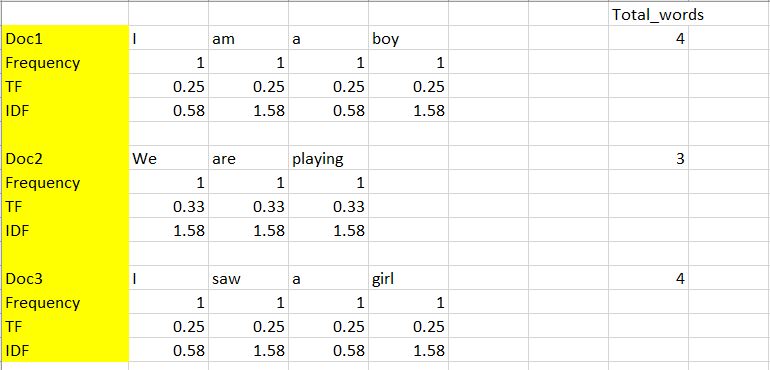 Total_words
Doc1 I am a boy 4
Frequency 1 1 1 1
TF 0.25 0.25 0.25 0.25
IDF 0.58 1.58 0.58 1.58
Doc2 We are playing 3
Frequency 1 1 1
TF 0.33 0.33 0.33
IDF 1.58 1.58 1.58
Doc3 I saw a girl 4
Frequency 1 1 1 1
TF 0.25 0.25 0.25 0.25
IDF 0.58 1.58 0.58 1.58